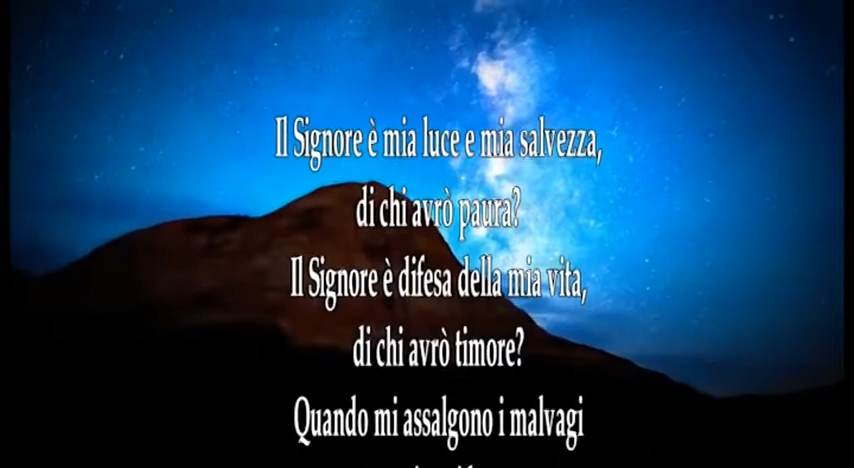 Il Signore è mia luce e mia salvezza,
di chi avrò paura?
Il Signore è difesa della mia vita,
di chi avrò timore?
Quando mi assalgono i malvagi